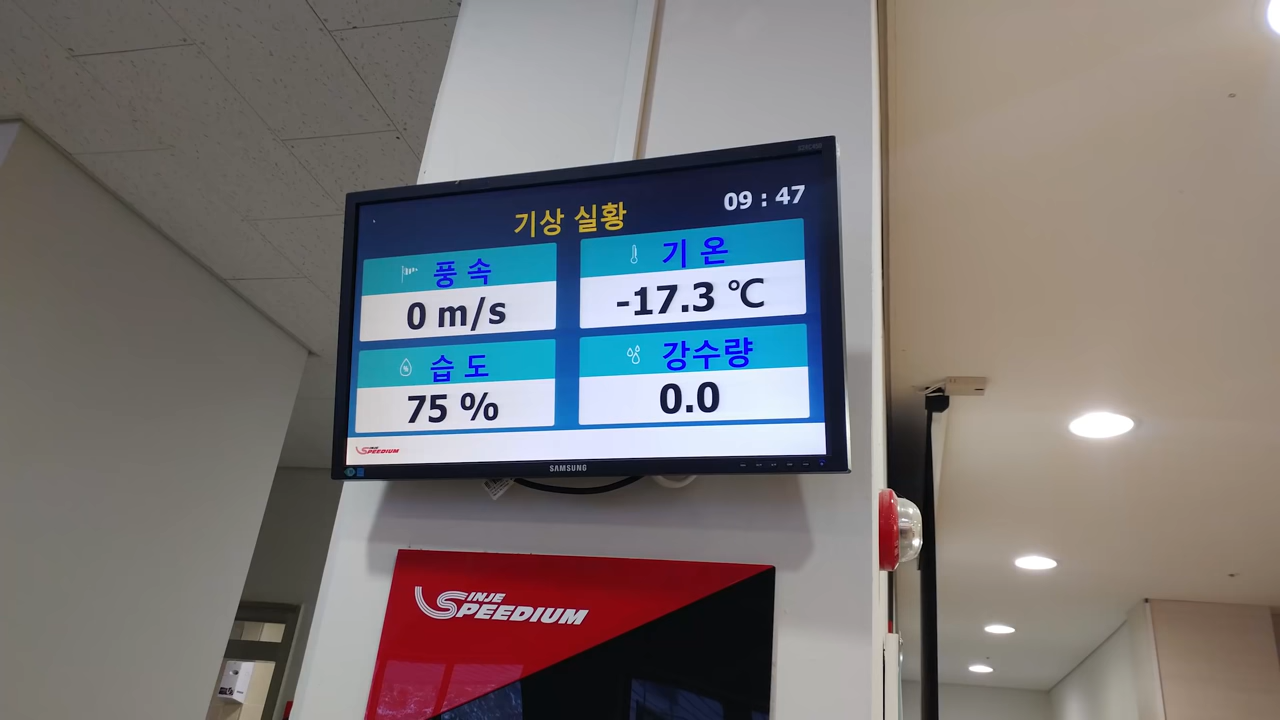 기상 실황
09 : 47
풍 속
0 m/s
기 온
-17.3 ℃
습 도
75 %
강수량
0.0
INJE
SPEEDIUM
SAMSUNG
INJE
SPEEDIUM